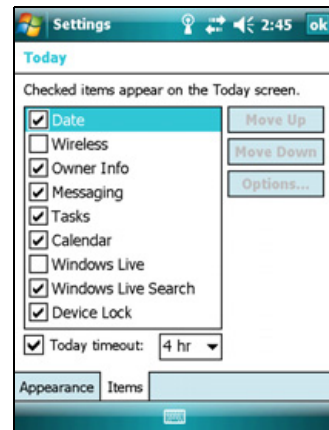 Settings 2:45 ok
Today
Checked items appear on the Today screen.
Date
Wireless
Owner Info
Messaging
Tasks
Calendar
Windows Live
Windows Live Search
Device Lock
Move Up
Move Down
Options...
Today timeout: 4 hr
Appearance Items